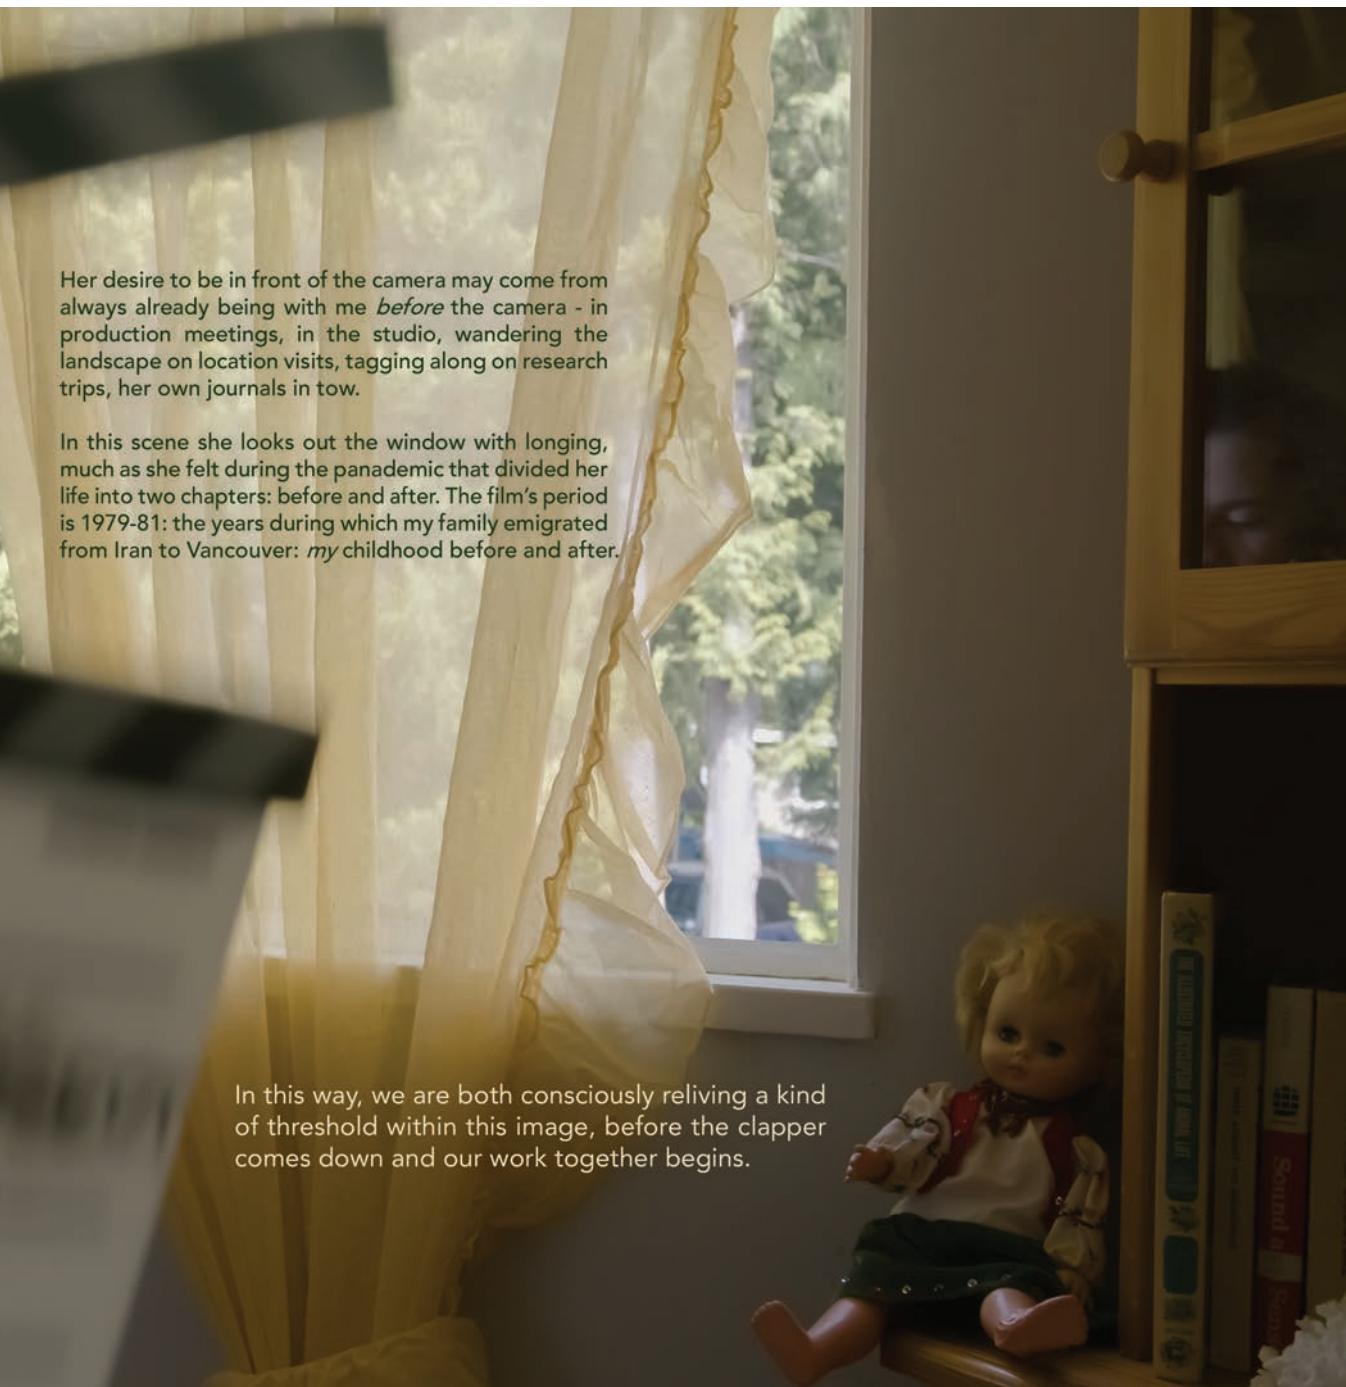 Her desire to be in front of the camera may come from
always already being with me before the camera - in
production meetings, in the studio, wandering the
landscape on location visits, tagging along on research
trips, her own journals in tow.
In this scene she looks out the window with longing,
much as she felt during the panademic that divided her
life into two chapters: before and after. The film's period
is 1979-81: the years during which my family emigrated
from Iran to Vancouver: my childhood before and after.
In this way, we are both consciously reliving a kind
of threshold within this image, before the clapper
comes down and our work together begins.
Sound a